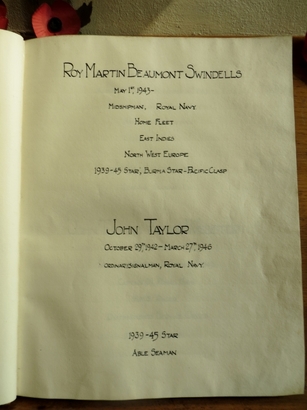 ROY MARTIN BEAUMONT SWINDELLS
MAY 1ST, 1943-
MIDSHIPMAN, ROYAL NAVY.
HOME FLEET
EAST INDIES
NORTH WEST EUROPE
1939-45 STAR, BURMA STAR-PACIFIC CLASP
JOHN TAYLOR
OCTOBER 29TH 1942-MARCH 27TH 1946
ORDINARY SIGNALMAN, ROYAL NAVY.
1939-45 STAR
ABLE SEAMAN